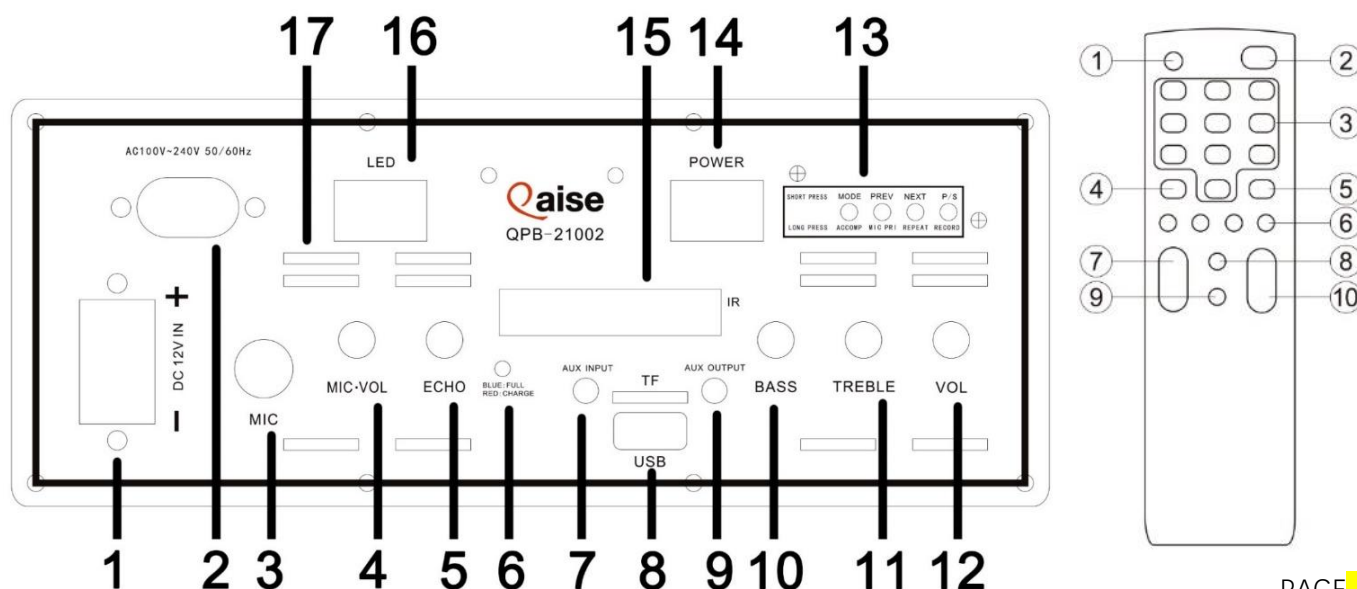 17 16 15 14 13
AC100V~240V 50/60Hz
LED
POWER
Qaise
QPB-21002
SHORT PRESS MODE PREV NEXT P/S
LONG PRESS ACCOMP MIC PRI REPEAT RECORD
+
DC 12V IN
-
IR
MIC
MIC·VOL
ECHO
BLUE:FULL
RED:CHARGE
AUX INPUT
TF
USB
AUX OUTPUT
BASS
TREBLE
VOL
1 2 3 4 5 6 7 8 9 10 11 12
1
2
3
4
5
6
7
8
9
10
PAGE